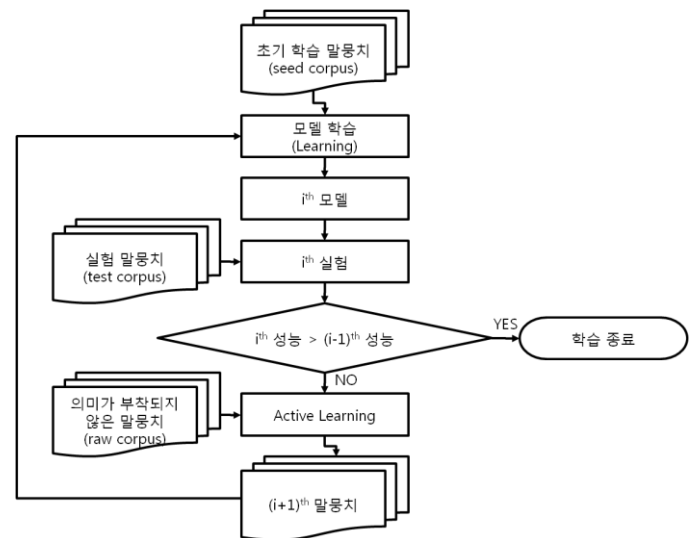 초기 학습 말뭉치
(seed corpus)
모델 학습
(Learning)
iᵗʰ 모델
실험 말뭉치
(test corpus)
iᵗʰ 실험
iᵗʰ 성능 > (i-1)ᵗʰ 성능
YES
학습 종료
NO
의미가 부착되지
않은 말뭉치
(raw corpus)
Active Learning
(i+1)ᵗʰ 말뭉치